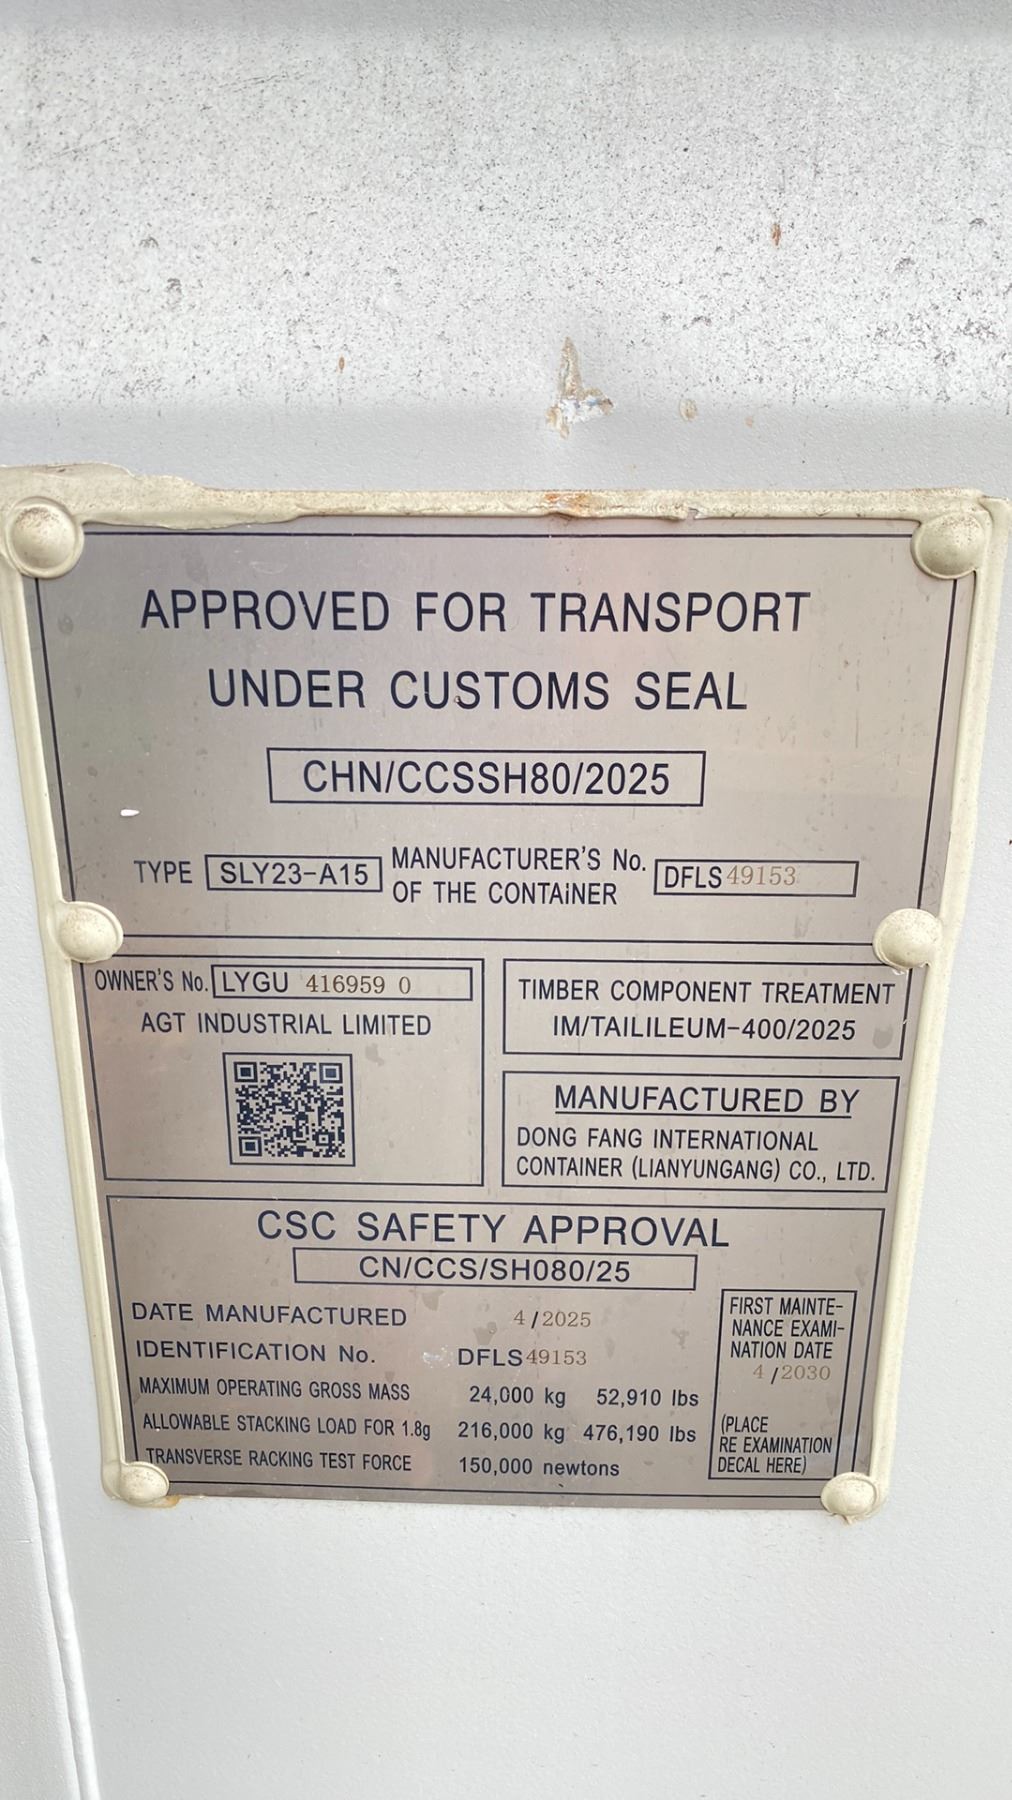 APPROVED FOR TRANSPORT
UNDER CUSTOMS SEAL
CHN/CCSSH80/2025
TYPE SLY23-A15 MANUFACTURER'S No. OF THE CONTAiNER DFLS 49153
OWNER'S No. LYGU 416959 0
AGT INDUSTRIAL LIMITED
TIMBER COMPONENT TREATMENT
IM/TAILILEUM-400/2025
MANUFACTURED BY
DONG FANG INTERNATIONAL
CONTAINER (LIANYUNGANG) CO., LTD.
CSC SAFETY APPROVAL
CN/CCS/SH080/25
DATE MANUFACTURED 4/2025
IDENTIFICATION No. DFLS49153
MAXIMUM OPERATING GROSS MASS 24,000 kg 52,910 lbs
ALLOWABLE STACKING LOAD FOR 1.8g 216,000 kg 476,190 lbs
TRANSVERSE RACKING TEST FORCE 150,000 newtons
FIRST MAINTE-
NANCE EXAMI-
NATION DATE
4/2030
(PLACE
RE EXAMINATION
DECAL HERE)